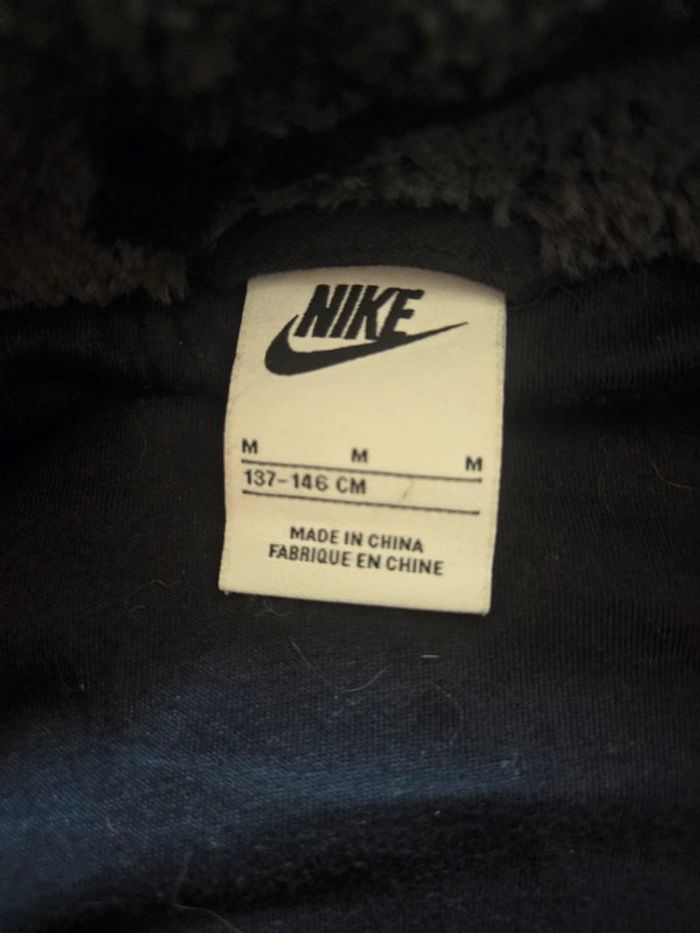 NIKE
M M M
137-146 CM
MADE IN CHINA
FABRIQUE EN CHINE